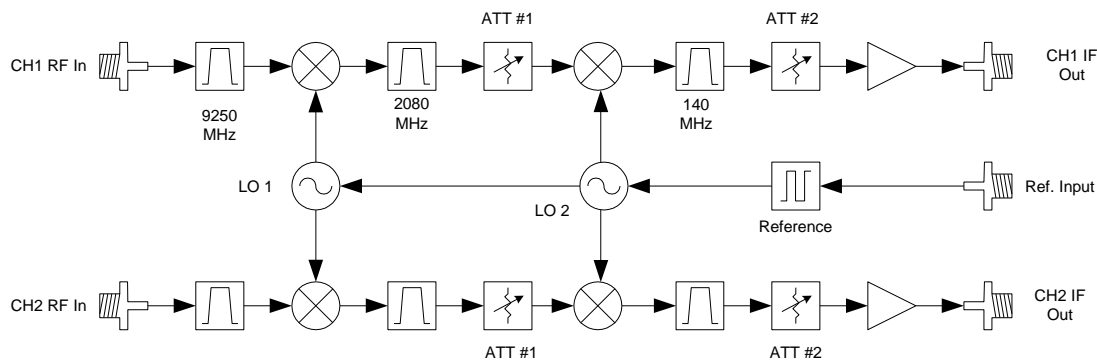 ATT #1
ATT #2
CH1 RF In
CH1 IF
Out
9250
MHz
2080
MHz
140
MHz
LO 1
LO 2
Reference
Ref. Input
CH2 RF In
CH2 IF
Out
ATT #1
ATT #2